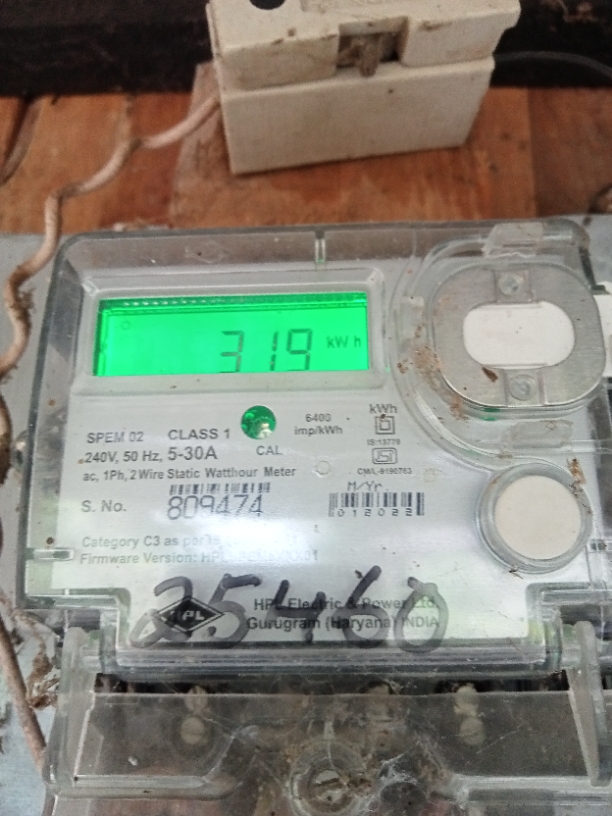 319 kWh
SPEM 02 CLASS 1
CAL
6400
imp/kWh
kWh
IS:13779
240V, 50 Hz, 5-30A
ac, 1Ph, 2 Wire Static Watthour Meter
S. No. 809474
M/Yr.
012022
Category C3 as per
Firmware Version:
25460
HPL
HPL Electric & Power Ltd.
Gurugram (Haryana) INDIA